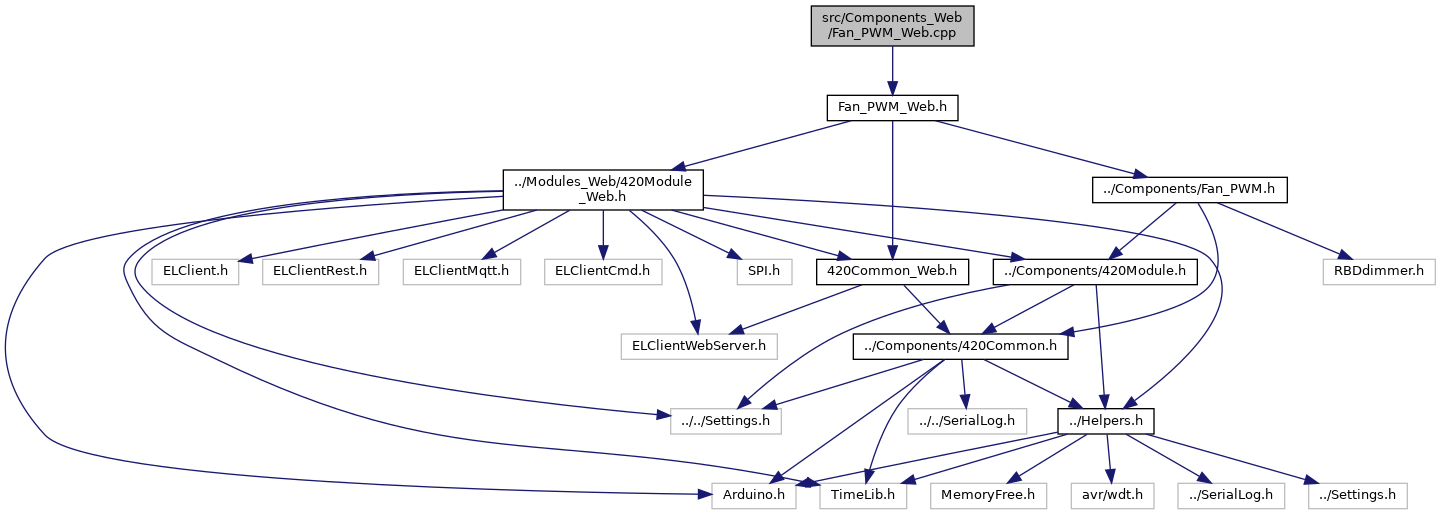 src/Components_Web
/Fan_PWM_Web.cpp
Fan_PWM_Web.h
../Modules_Web/420Module
_Web.h
../Components/Fan_PWM.h
ELClient.h
ELClientRest.h
ELClientMqtt.h
ELClientCmd.h
SPI.h
420Common_Web.h
../Components/420Module.h
RBDdimmer.h
ELClientWebServer.h
../Components/420Common.h
../../Settings.h
../../SerialLog.h
../Helpers.h
Arduino.h
TimeLib.h
MemoryFree.h
avr/wdt.h
../SerialLog.h
../Settings.h